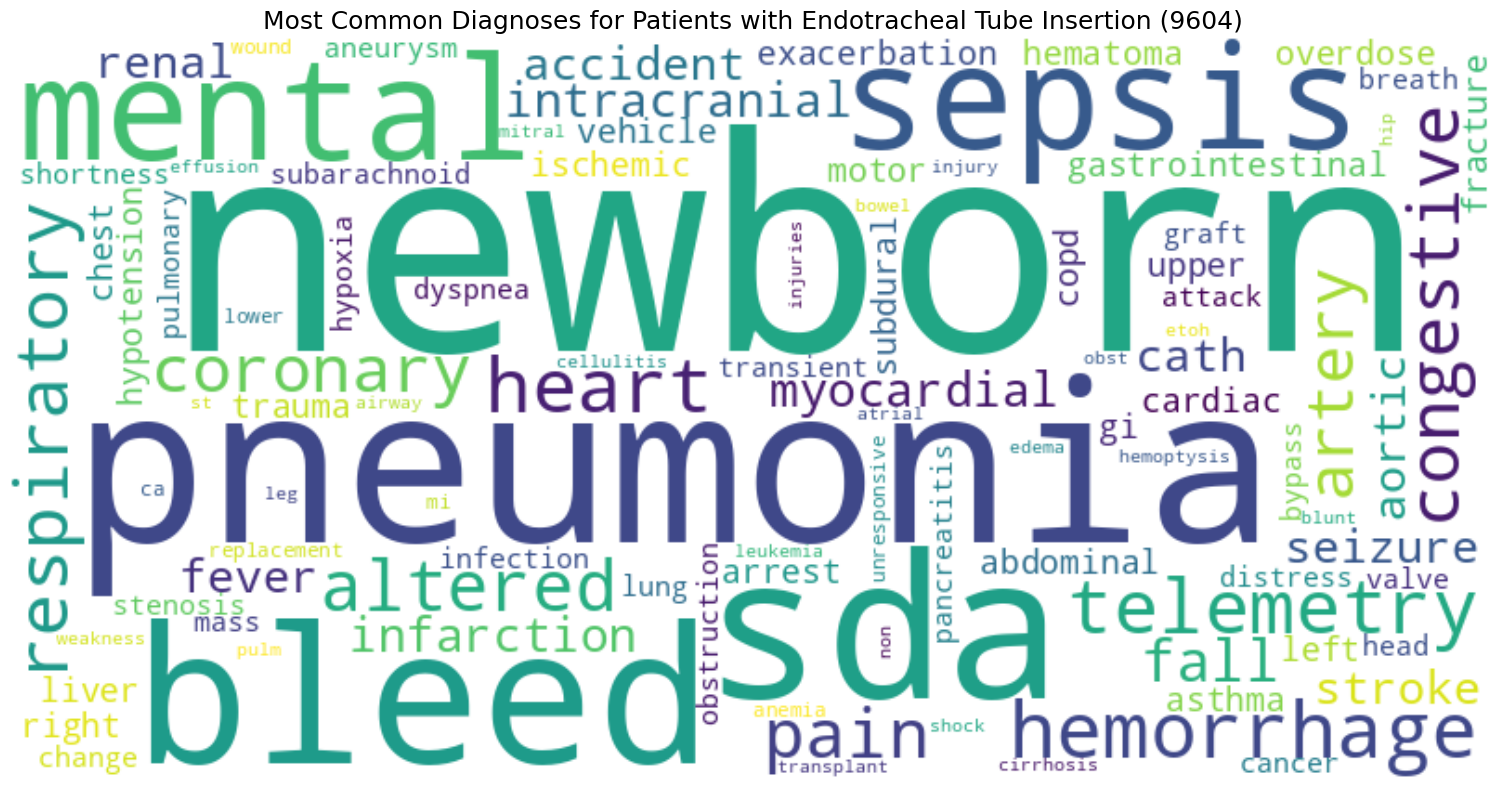 Most Common Diagnoses for Patients with Endotracheal Tube Insertion (9604)
renal
wound
aneurysm
accident
exacerbation
hematoma
overdose
mental
intracranial
sepsis
breath
fracture
mitral
vehicle
hip
shortness
effusion
subarachnoid
ischemic
motor
injury
gastrointestinal
congestive
newborn
respiratory
chest
hypotension
pulmonary
hypoxia
dyspnea
lower
injuries
bowel
subdural
copd
graft
upper
attack
artery
etoh
coronary
heart
cellulitis
transient
obst
cath
aortic
st
trauma
airway
myocardial
atrial
cardiac
gi
hemoptysis
edema
bypass
blunt
pneumonia
ca
leg
mi
unresponsive
pancreatitis
replacement
infection
leukemia
abdominal
seizure
fever
altered
lung
obstruction
arrest
distress
valve
stenosis
mass
sda
telemetry
weakness
pulm
infarction
non
fall
left
head
liver
bleed
asthma
stroke
right
anemia
pain
shock
hemorrhage
change
transplant
cirrhosis
cancer